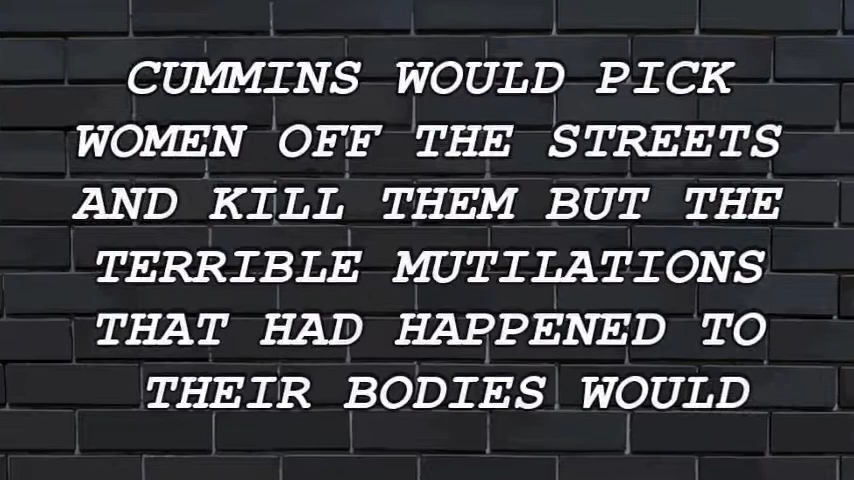 CUMMINS WOULD PICK
WOMEN OFF THE STREETS
AND KILL THEM BUT THE
TERRIBLE MUTILATIONS
THAT HAD HAPPENED TO
THEIR BODIES WOULD